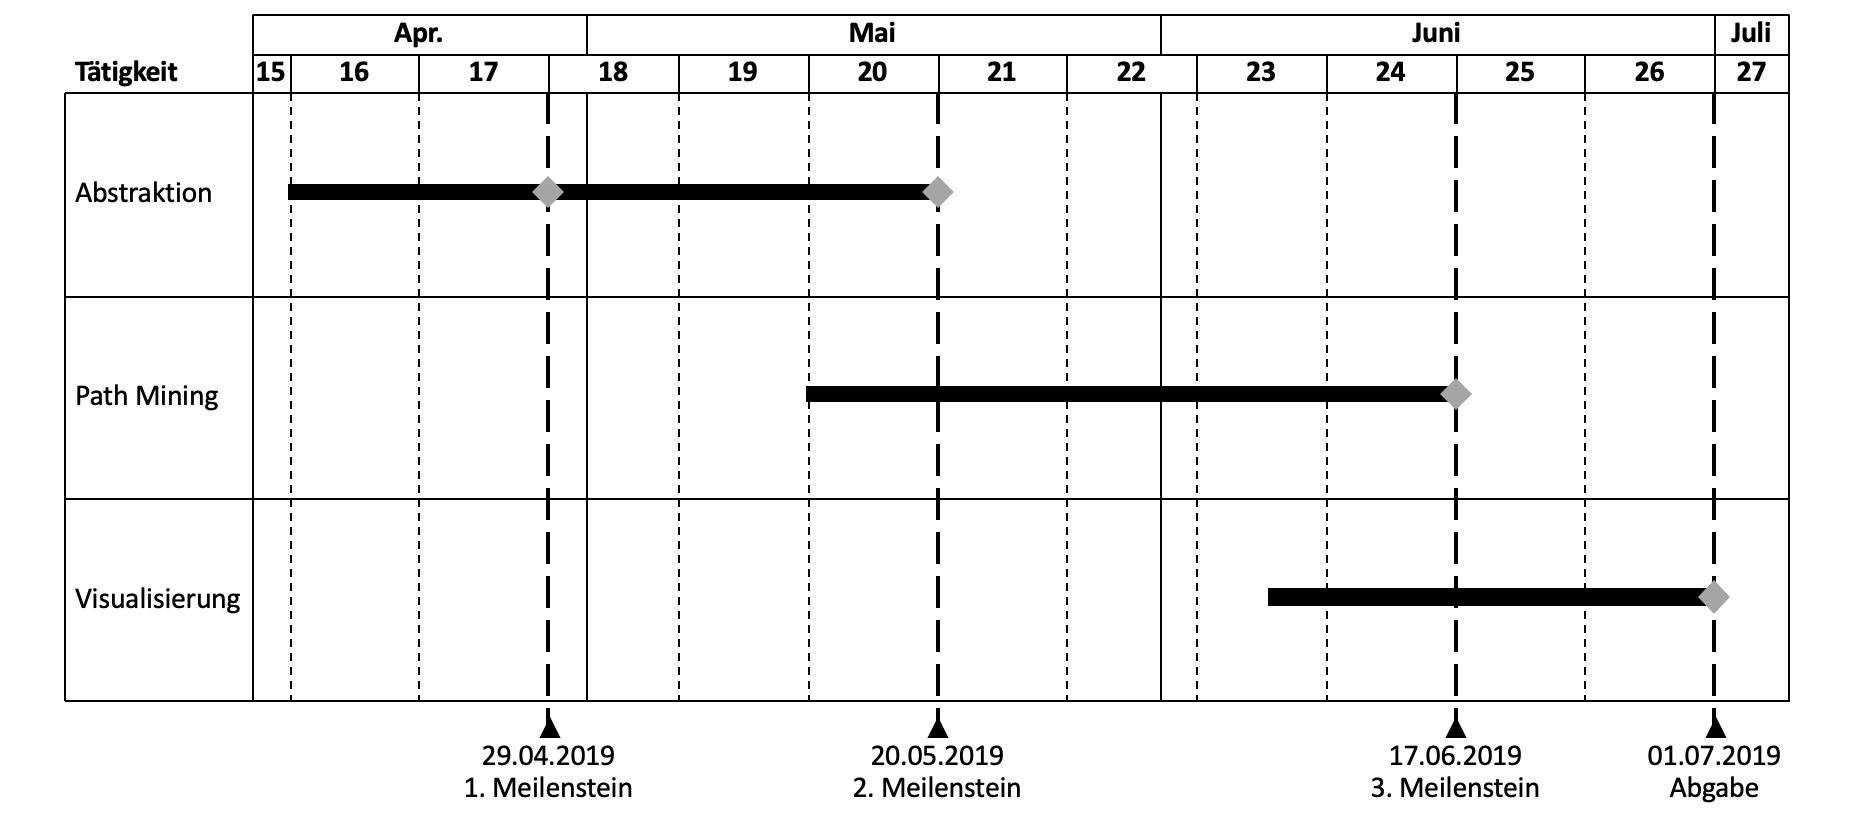 Apr. Mai Juni Juli
Tätigkeit 15 16 17 18 19 20 21 22 23 24 25 26 27
Abstraktion
Path Mining
Visualisierung
29.04.2019 20.05.2019 17.06.2019 01.07.2019
1. Meilenstein 2. Meilenstein 3. Meilenstein Abgabe